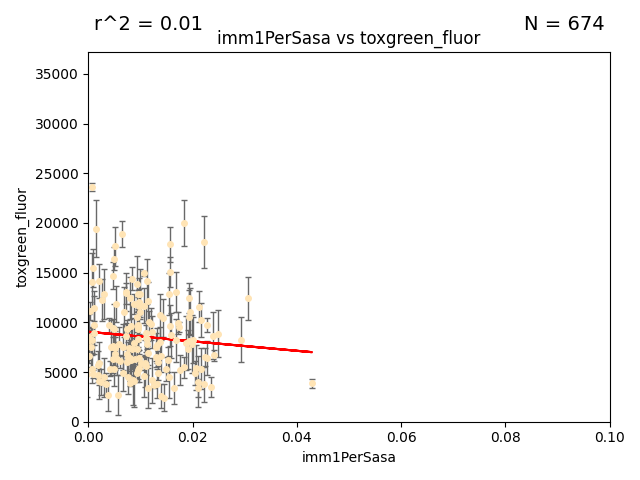 r^2 = 0.01
N = 674
imm1PerSasa vs toxgreen_fluor
35000
30000
25000
20000
15000
10000
5000
0
toxgreen_fluor
0.00
0.02
0.04
0.06
0.08
0.10
imm1PerSasa